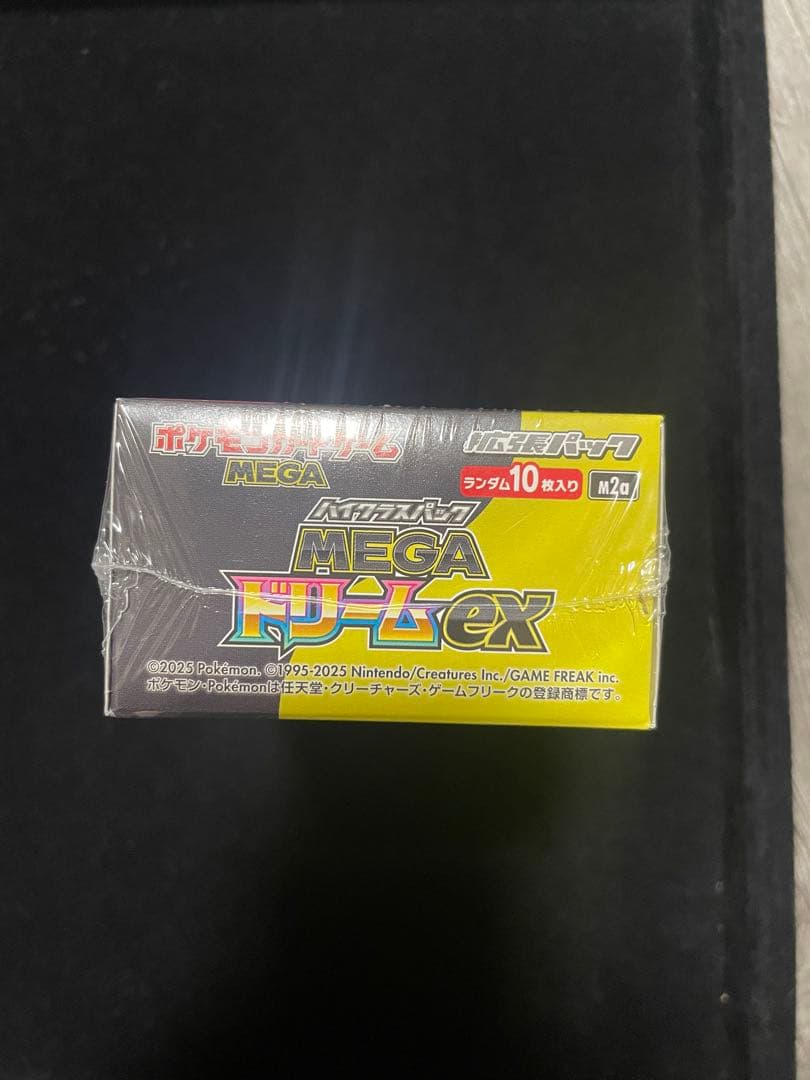 ポケモンカードゲーム
MEGA
拡張パック
ランダム10枚入り
M2a
ハイクラスパック
MEGA
ドリームex
©2025 Pokémon. ©1995-2025 Nintendo/Creatures Inc./GAME FREAK inc.
ポケモン・Pokémonは任天堂・クリーチャーズ・ゲームフリークの登録商標です。